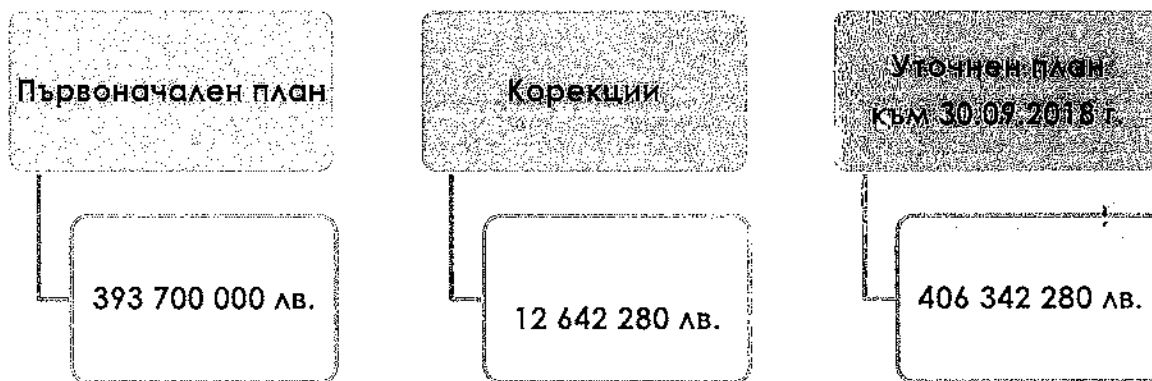 Първоначален план
393 700 000 лв.
Корекции
12 642 280 лв.
Уточнен план
към 30.09.2018 г.
406 342 280 лв.